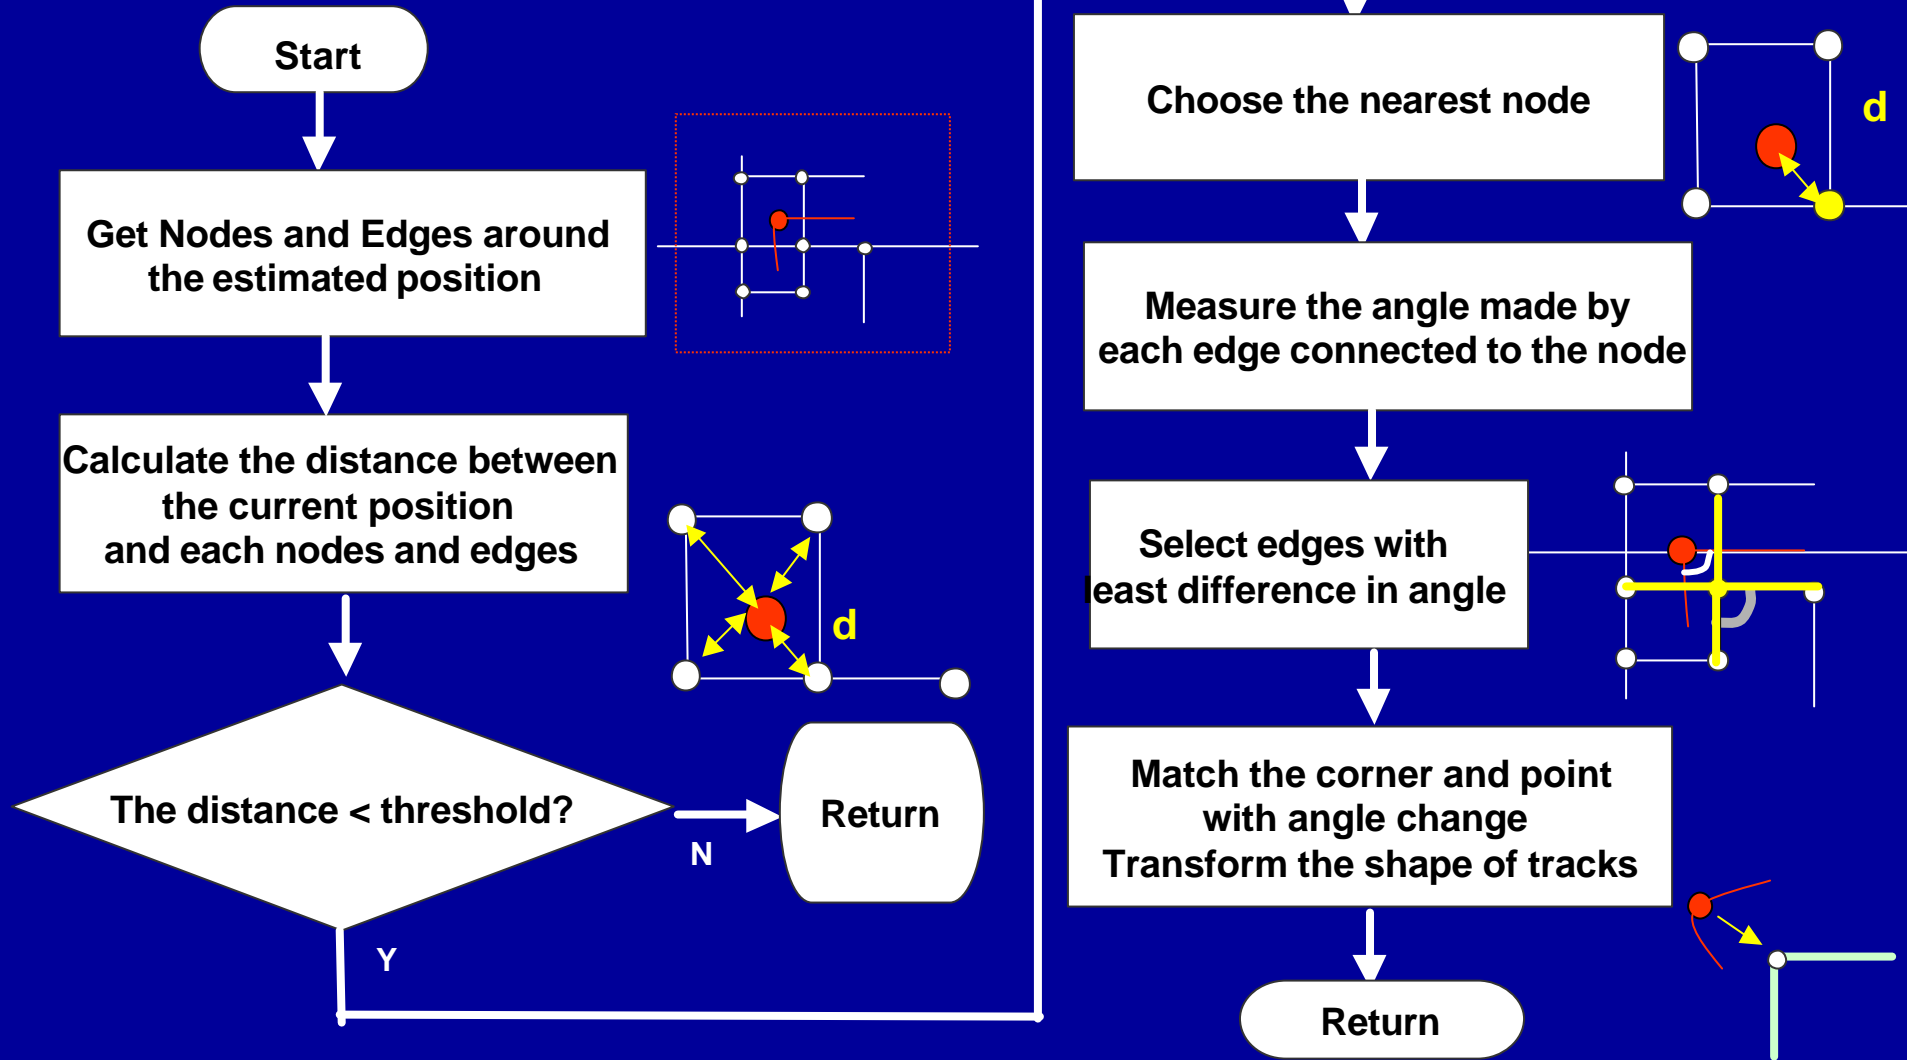 Start
Get Nodes and Edges around
the estimated position
Calculate the distance between
the current position
and each nodes and edges
d
The distance < threshold?
N
Return
Y
Choose the nearest node
d
Measure the angle made by
each edge connected to the node
Select edges with
least difference in angle
Match the corner and point
with angle change
Transform the shape of tracks
Return